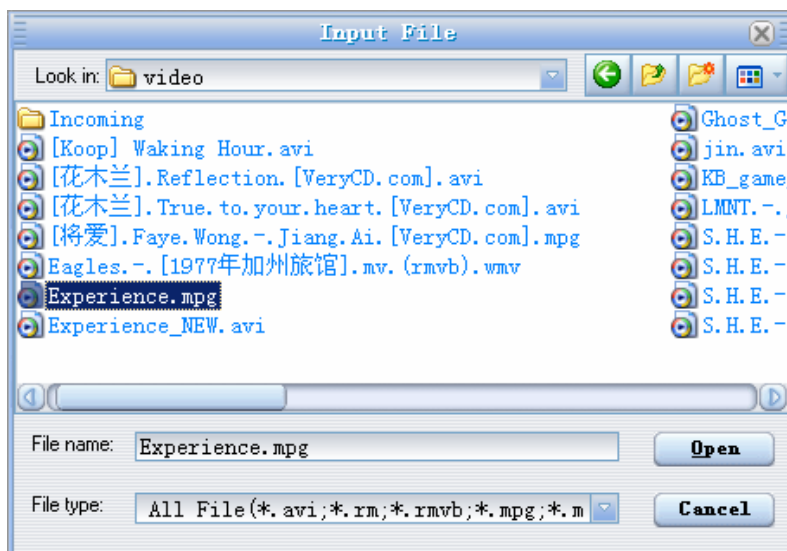 Input File
Look in: video
Incoming
[Koop] Waking Hour.avi
[花木兰].Reflection.[VeryCD.com].avi
[花木兰].True.to.your.heart.[VeryCD.com].avi
[将爱].Faye.Wong.-.Jiang.Ai.[VeryCD.com].mpg
Eagles.-.[1977年加州旅馆].mv.(rmvb).wmv
Experience.mpg
Experience_NEW.avi
Ghost_G
jin.avi
KB_game
LMNT.-.
S.H.E.-
S.H.E.-
S.H.E.-
S.H.E.-
File name: Experience.mpg
Open
File type: All File(*.avi;*.rm;*.rmvb;*.mpg;*.m
Cancel